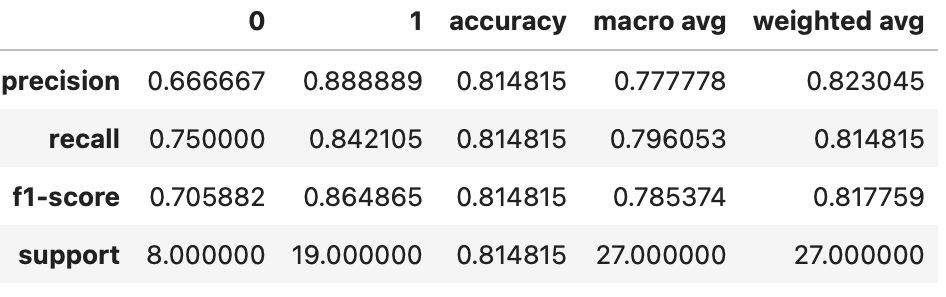 0 1 accuracy macro avg weighted avg
precision 0.666667 0.888889 0.814815 0.777778 0.823045
recall 0.750000 0.842105 0.814815 0.796053 0.814815
f1-score 0.705882 0.864865 0.814815 0.785374 0.817759
support 8.000000 19.000000 0.814815 27.000000 27.000000